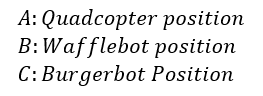 A: Quadcopter position
B: Wafflebot position
C: Burgerbot Position